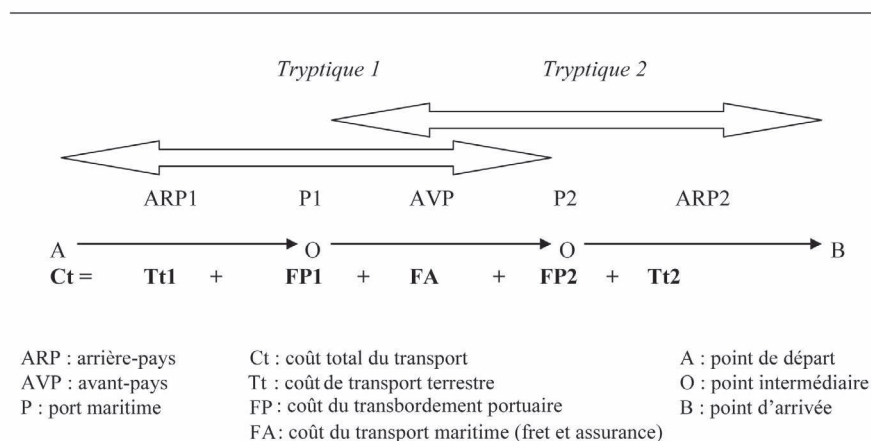 Tryptique 1 Tryptique 2
ARP1 P1 AVP P2 ARP2
A O O B
Ct = Tt1 + FP1 + FA + FP2 + Tt2
ARP : arrière-pays Ct : coût total du transport A : point de départ
AVP : avant-pays Tt : coût de transport terrestre O : point intermédiaire
P : port maritime FP : coût du transbordement portuaire B : point d'arrivée
FA : coût du transport maritime (fret et assurance)